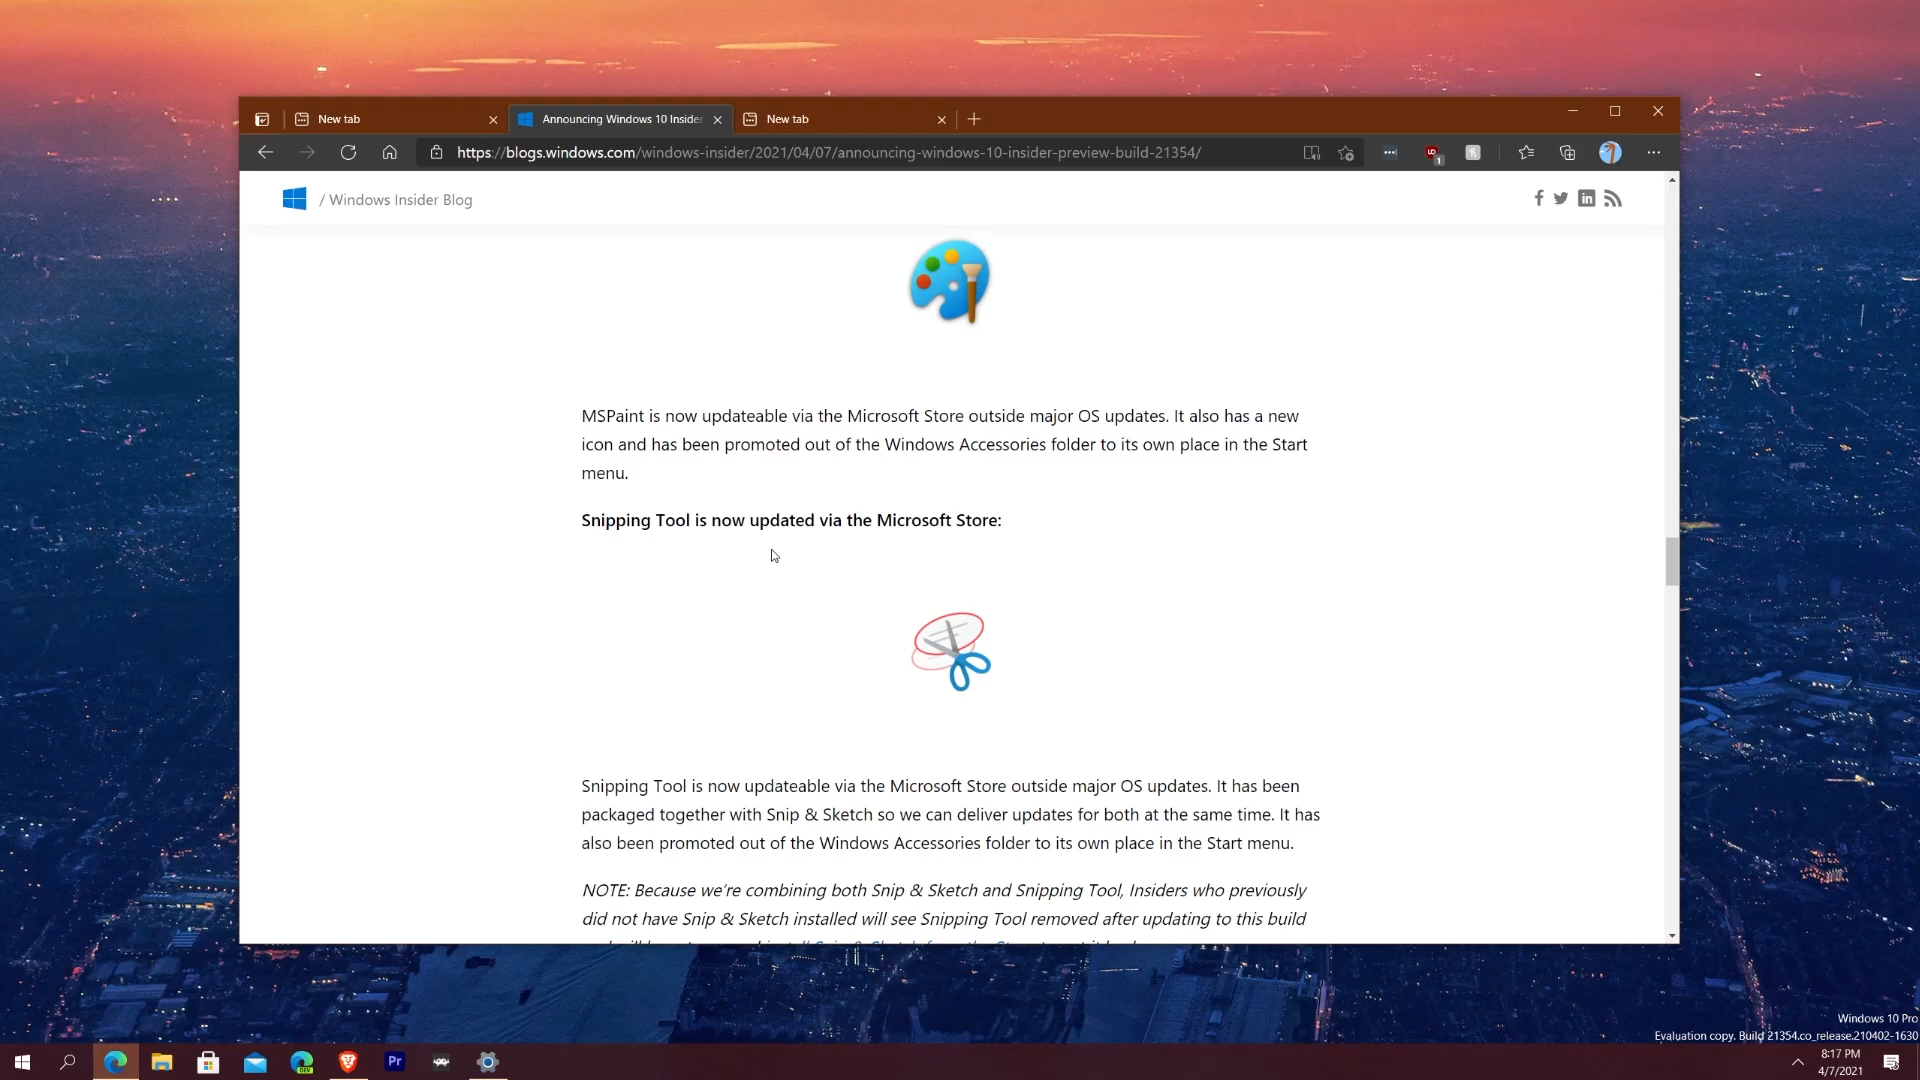 New tab
Announcing Windows 10 Insider
New tab
https://blogs.windows.com/windows-insider/2021/04/07/announcing-windows-10-insider-preview-build-21354/
1
/ Windows Insider Blog
MSPaint is now updateable via the Microsoft Store outside major OS updates. It also has a new
icon and has been promoted out of the Windows Accessories folder to its own place in the Start
menu.
Snipping Tool is now updated via the Microsoft Store:
Snipping Tool is now updateable via the Microsoft Store outside major OS updates. It has been
packaged together with Snip & Sketch so we can deliver updates for both at the same time. It has
also been promoted out of the Windows Accessories folder to its own place in the Start menu.
NOTE: Because we're combining both Snip & Sketch and Snipping Tool, Insiders who previously
did not have Snip & Sketch installed will see Snipping Tool removed after updating to this build
Windows 10 Pro
Evaluation copy. Build 21354.co_release.210402-1630
Pr
DEV
8:17 PM
4/7/2021